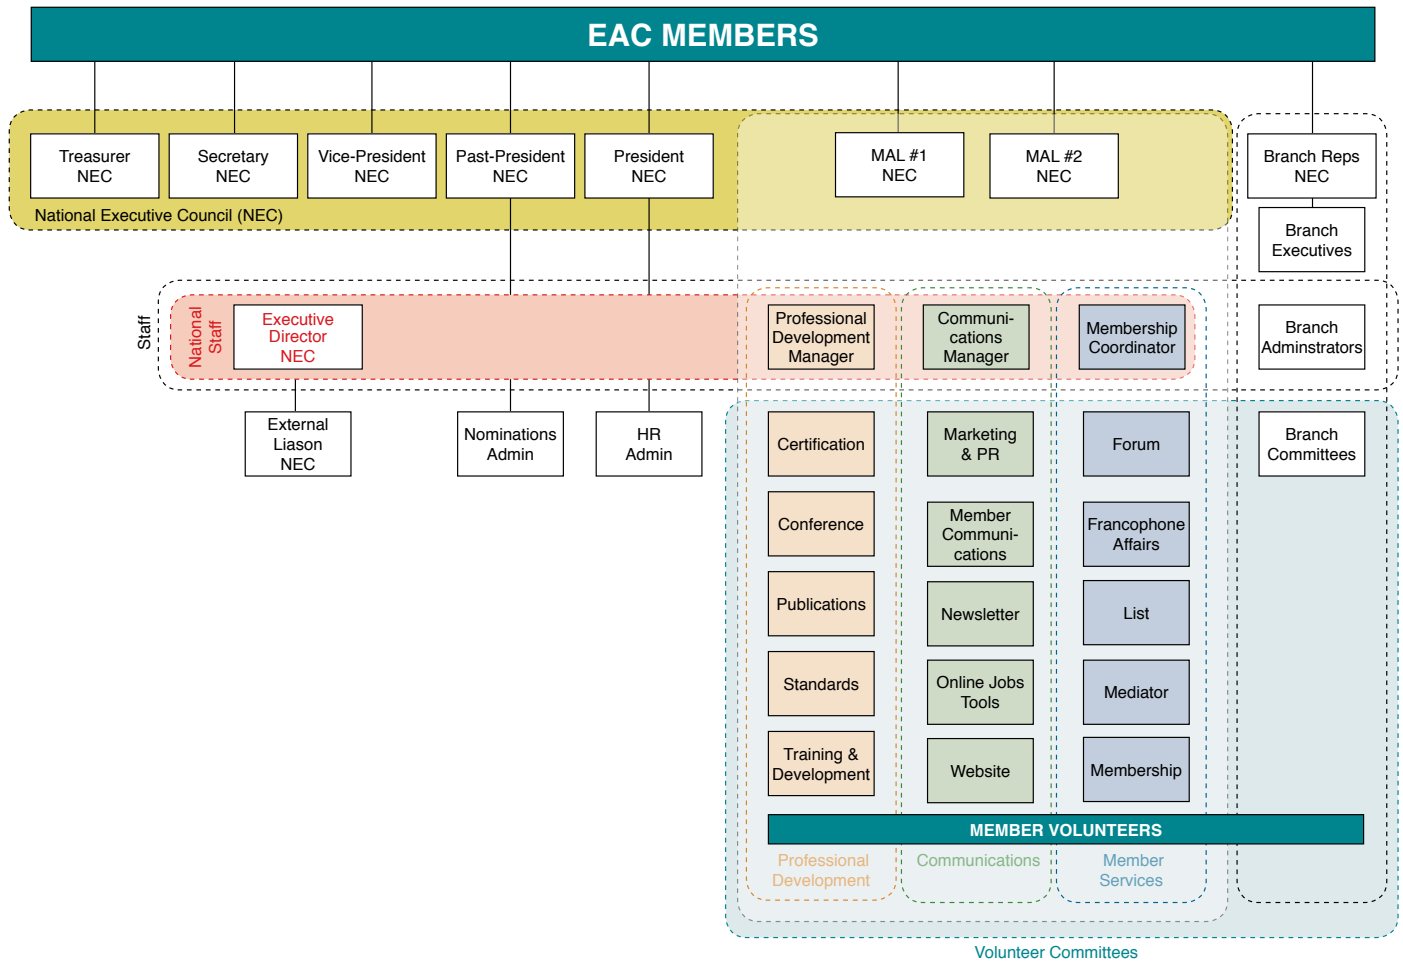 EAC MEMBERS
Treasurer
NEC
Secretary
NEC
Vice-President
NEC
Past-President
NEC
President
NEC
MAL #1
NEC
MAL #2
NEC
Branch Reps
NEC
National Executive Council (NEC)
Branch
Executives
Staff
National
Staff
Executive
Director
NEC
Professional
Development
Manager
Communi-
cations
Manager
Membership
Coordinator
Branch
Adminstrators
External
Liason
NEC
Nominations
Admin
HR
Admin
Certification
Marketing
& PR
Forum
Branch
Committees
Conference
Member
Communi-
cations
Francophone
Affairs
Publications
Newsletter
List
Standards
Online Jobs
Tools
Mediator
Training &
Development
Website
Membership
MEMBER VOLUNTEERS
Professional
Development
Communications
Member
Services
Volunteer Committees